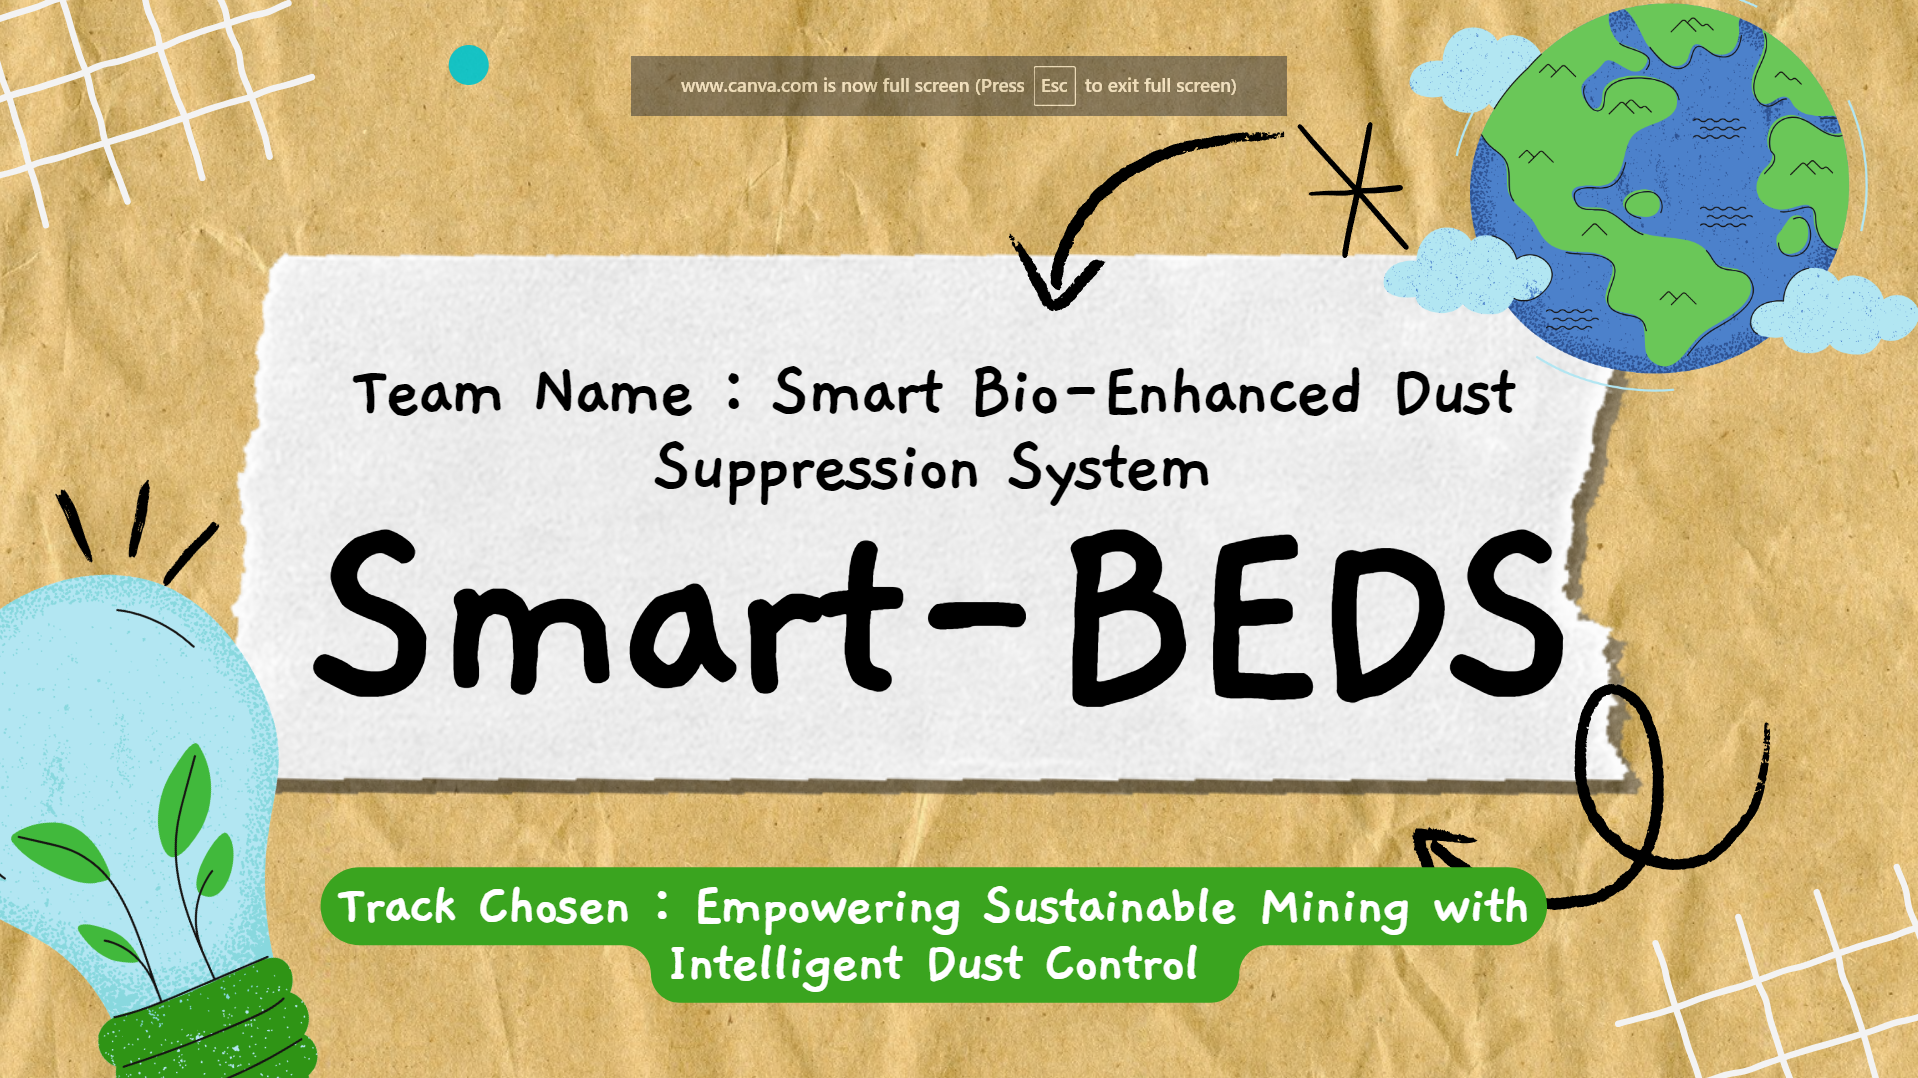 www.canva.com is now full screen (Press Esc to exit full screen)
Team Name : Smart Bio-Enhanced Dust
Suppression System
Smart-BEDS
Track Chosen : Empowering Sustainable Mining with
Intelligent Dust Control